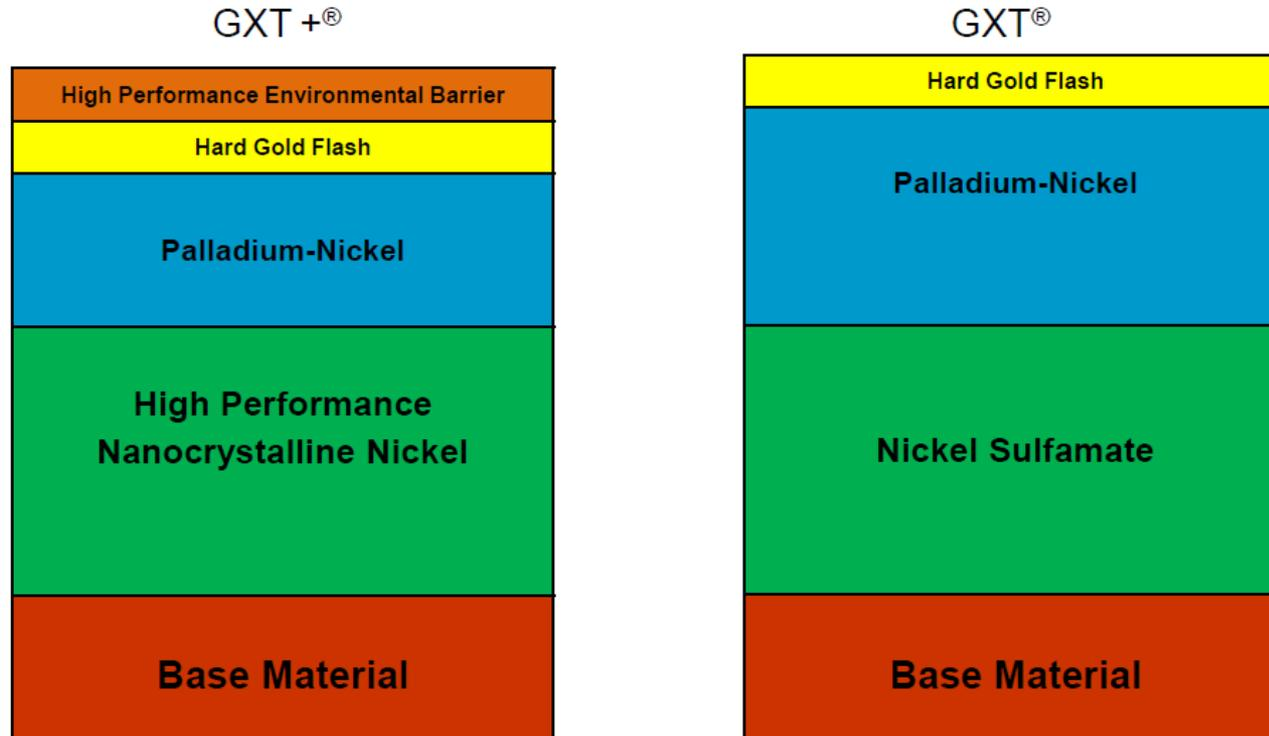 GXT +®
High Performance Environmental Barrier
Hard Gold Flash
Palladium-Nickel
High Performance
Nanocrystalline Nickel
Base Material
GXT®
Hard Gold Flash
Palladium-Nickel
Nickel Sulfamate
Base Material